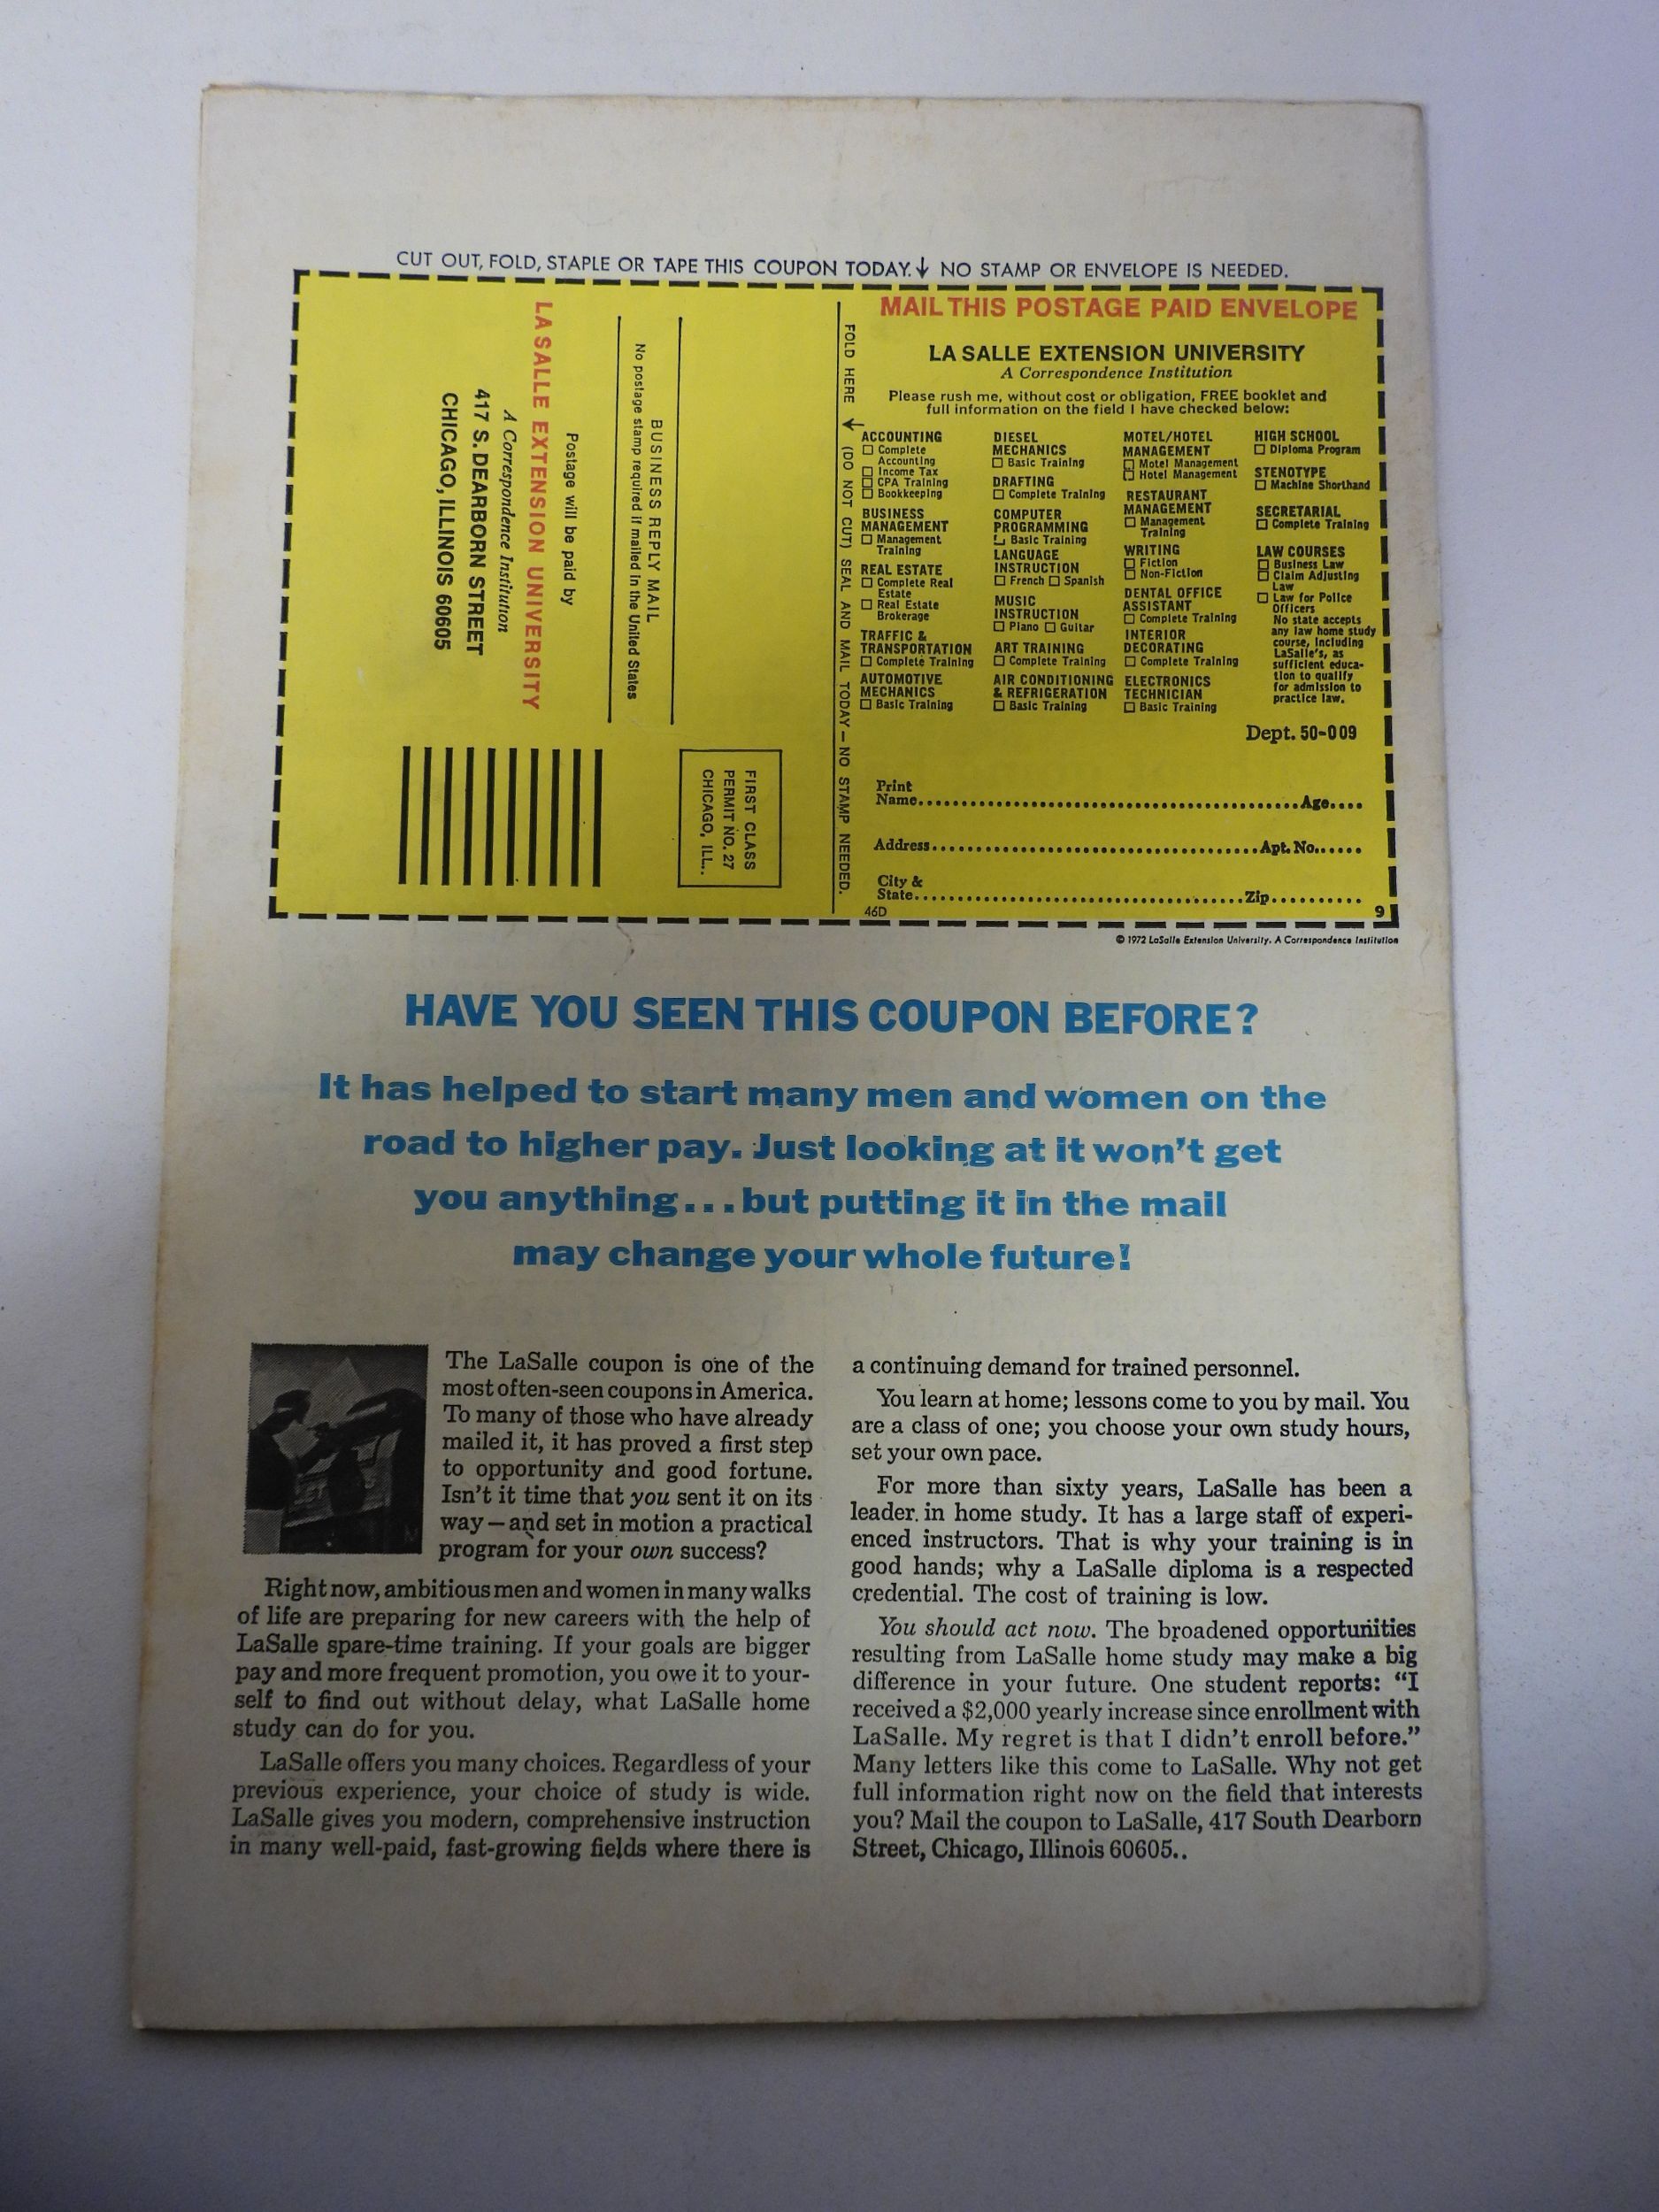 CUT OUT, FOLD, STAPLE OR TAPE THIS COUPON TODAY.↓ NO STAMP OR ENVELOPE IS NEEDED.
FIRST CLASS
PERMIT NO. 27
CHICAGO, ILL..
BUSINESS REPLY MAIL
No postage stamp required if mailed in the United States
Postage will be paid by
LA SALLE EXTENSION UNIVERSITY
A Correspondence Institution
417 S. DEARBORN STREET
CHICAGO, ILLINOIS 60605
FOLD HERE ← (DO NOT CUT) SEAL AND MAIL TODAY — NO STAMP NEEDED.
MAIL THIS POSTAGE PAID ENVELOPE
LA SALLE EXTENSION UNIVERSITY
A Correspondence Institution
Please rush me, without cost or obligation, FREE booklet and
full information on the field I have checked below:
ACCOUNTING
☐ Complete
Accounting
☐ Income Tax
☐ CPA Training
☐ Bookkeeping
BUSINESS
MANAGEMENT
☐ Management
Training
REAL ESTATE
☐ Complete Real
Estate
☐ Real Estate
Brokerage
TRAFFIC &
TRANSPORTATION
☐ Complete Training
AUTOMOTIVE
MECHANICS
☐ Basic Training
DIESEL
MECHANICS
☐ Basic Training
DRAFTING
☐ Complete Training
COMPUTER
PROGRAMMING
☐ Basic Training
LANGUAGE
INSTRUCTION
☐ French ☐ Spanish
MUSIC
INSTRUCTION
☐ Piano ☐ Guitar
ART TRAINING
☐ Complete Training
AIR CONDITIONING
& REFRIGERATION
☐ Basic Training
MOTEL/HOTEL
MANAGEMENT
☐ Motel Management
☐ Hotel Management
RESTAURANT
MANAGEMENT
☐ Management
Training
WRITING
☐ Fiction
☐ Non-Fiction
DENTAL OFFICE
ASSISTANT
☐ Complete Training
INTERIOR
DECORATING
☐ Complete Training
ELECTRONICS
TECHNICIAN
☐ Basic Training
HIGH SCHOOL
☐ Diploma Program
STENOTYPE
☐ Machine Shorthand
SECRETARIAL
☐ Complete Training
LAW COURSES
☐ Business Law
☐ Claim Adjusting
Law
☐ Law for Police
Officers
No state accepts
any law home study
course, including
LaSalle's, as
sufficient educa-
tion to qualify
for admission to
practice law.
Dept. 50-009
Print
Name.....Age....
Address.....Apt. No......
City &
State.....Zip..........
46D 9
© 1972 LaSalle Extension University. A Correspondence Institution
HAVE YOU SEEN THIS COUPON BEFORE?
It has helped to start many men and women on the
road to higher pay. Just looking at it won't get
you anything...but putting it in the mail
may change your whole future!
The LaSalle coupon is one of the
most often-seen coupons in America.
To many of those who have already
mailed it, it has proved a first step
to opportunity and good fortune.
Isn't it time that you sent it on its
way—and set in motion a practical
program for your own success?
Right now, ambitious men and women in many walks
of life are preparing for new careers with the help of
LaSalle spare-time training. If your goals are bigger
pay and more frequent promotion, you owe it to your-
self to find out without delay, what LaSalle home
study can do for you.
LaSalle offers you many choices. Regardless of your
previous experience, your choice of study is wide.
LaSalle gives you modern, comprehensive instruction
in many well-paid, fast-growing fields where there is
a continuing demand for trained personnel.
You learn at home; lessons come to you by mail. You
are a class of one; you choose your own study hours,
set your own pace.
For more than sixty years, LaSalle has been a
leader in home study. It has a large staff of experi-
enced instructors. That is why your training is in
good hands; why a LaSalle diploma is a respected
credential. The cost of training is low.
You should act now. The broadened opportunities
resulting from LaSalle home study may make a big
difference in your future. One student reports: “I
received a $2,000 yearly increase since enrollment with
LaSalle. My regret is that I didn't enroll before.”
Many letters like this come to LaSalle. Why not get
full information right now on the field that interests
you? Mail the coupon to LaSalle, 417 South Dearborn
Street, Chicago, Illinois 60605..